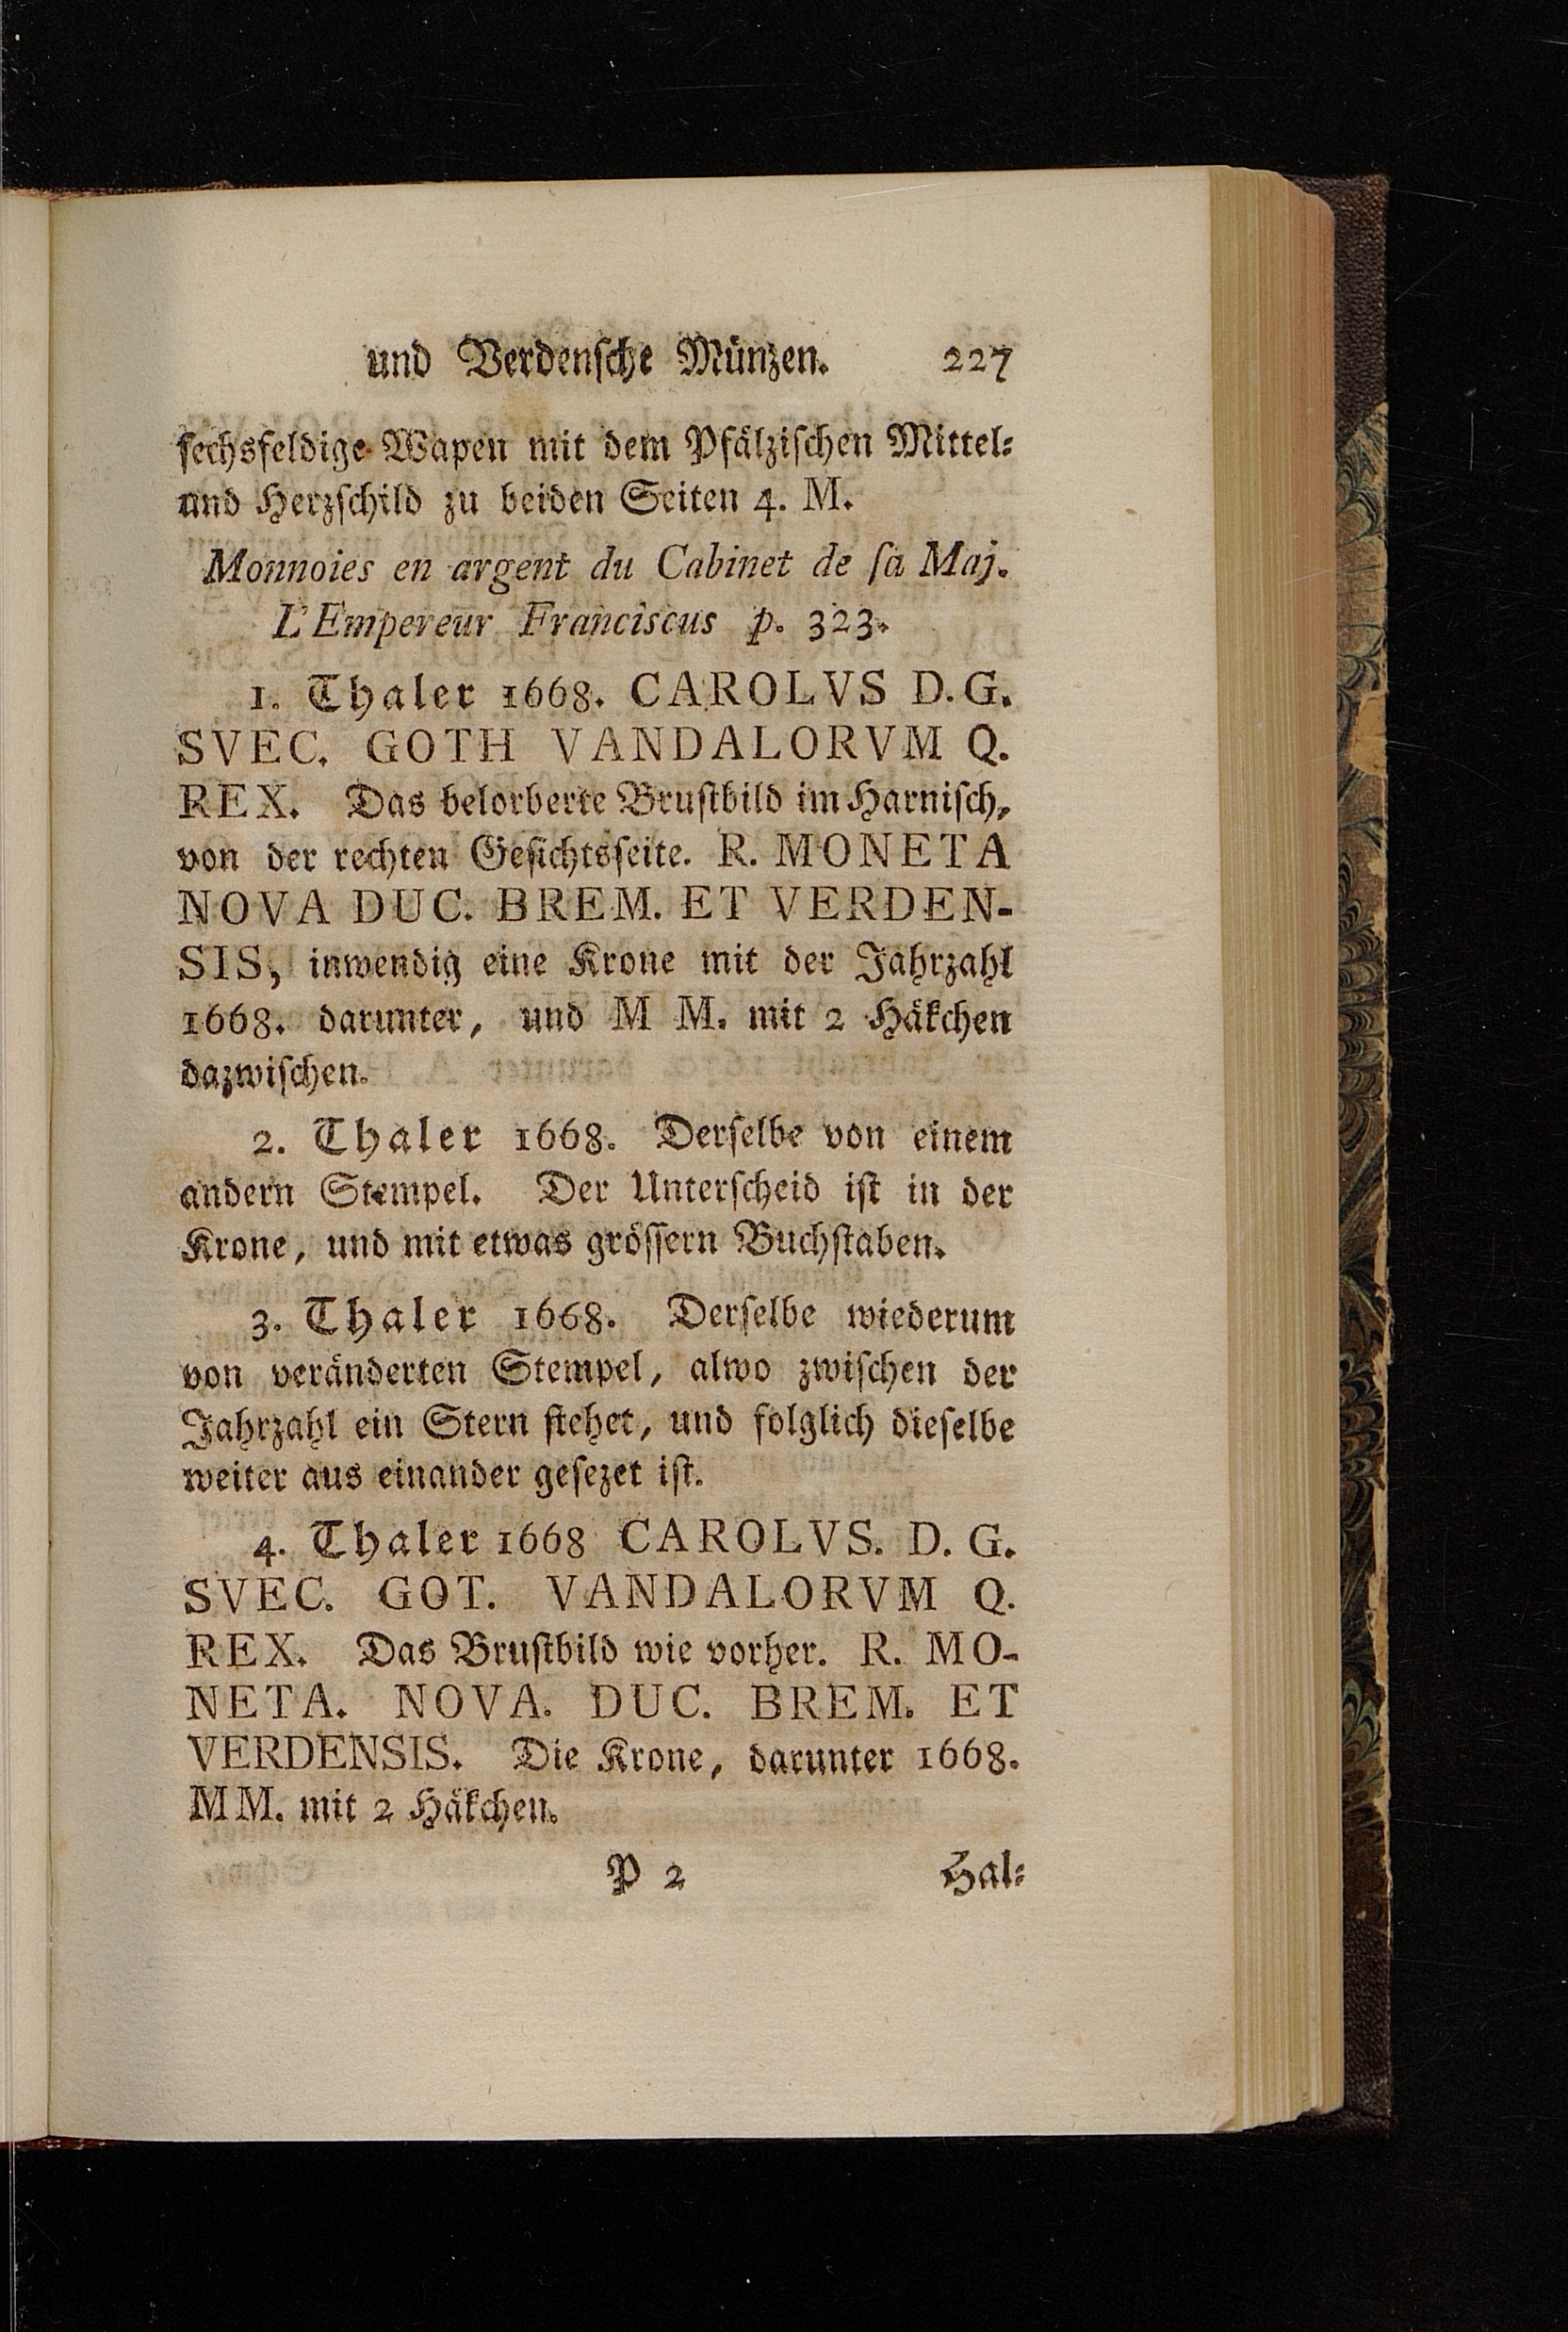 und Verdensche Münzen. 227
sechsfeldige Wapen mit dem Pfälzischen Mittel-
und Herzschild zu beiden Seiten 4. M.
Monnoies en argent du Cabinet de sa Maj.
L'Empereur Franciscus p. 323.
1. Thaler 1668. CAROLVS D.G.
SVEC. GOTH VANDALORVM Q.
REX. Das belorberte Brustbild im Harnisch,
von der rechten Gesichtsseite. R. MONETA
NOVA DUC. BREM. ET VERDEN-
SIS, inwendig eine Krone mit der Jahrzahl
1668. darunter, und M M. mit 2 Häkchen
dazwischen.
2. Thaler 1668. Derselbe von einem
andern Stempel. Der Unterscheid ist in der
Krone, und mit etwas grössern Buchstaben.
3. Thaler 1668. Derselbe wiederum
von veränderten Stempel, alwo zwischen der
Jahrzahl ein Stern stehet, und folglich dieselbe
weiter aus einander gesezet ist.
4. Thaler 1668 CAROLVS. D. G.
SVEC. GOT. VANDALORVM Q.
REX. Das Brustbild wie vorher. R. MO-
NETA. NOVA. DUC. BREM. ET
VERDENSIS. Die Krone, darunter 1668.
MM. mit 2 Häkchen.
P 2 Hal-